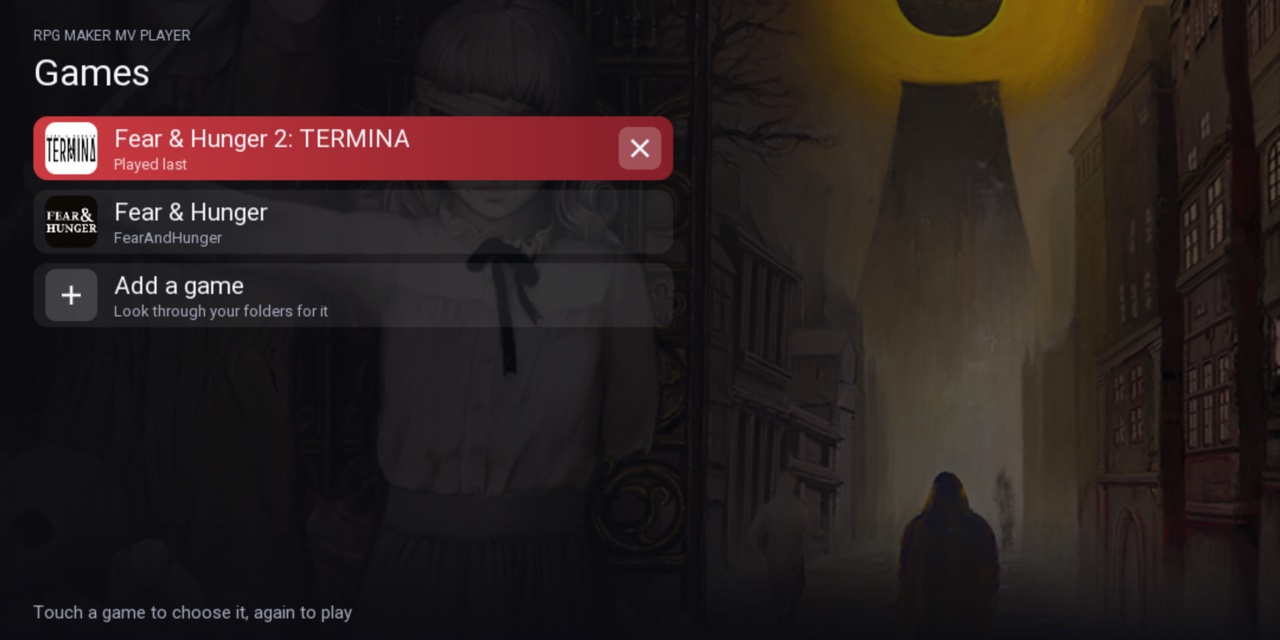 RPG MAKER MV PLAYER
Games
TERMINA
Fear & Hunger 2: TERMINA
Played last
FEAR &
HUNGER
Fear & Hunger
FearAndHunger
Add a game
Look through your folders for it
Touch a game to choose it, again to play